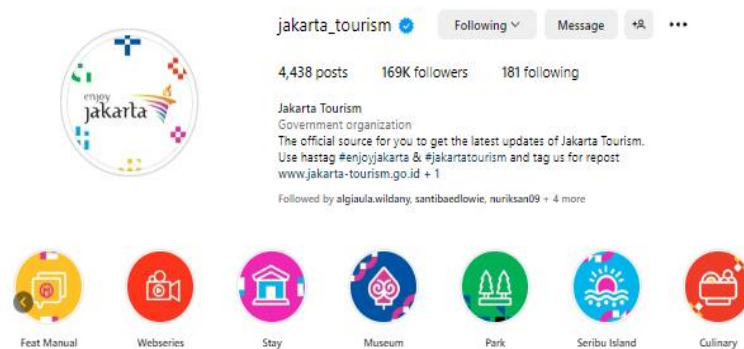 jakarta_tourism
Following
Message
4,438 posts 169K followers 181 following
enjoy
jakarta
Jakarta Tourism
Government organization
The official source for you to get the latest updates of Jakarta Tourism.
Use hastag #enjoyjakarta & #jakartatourism and tag us for repost
www.jakarta-tourism.go.id + 1
Followed by algiaula.wildany, santibaedlowie, nuriksan09 + 4 more
Feat Manual
Webseries
Stay
Museum
Park
Seribu Island
Culinary